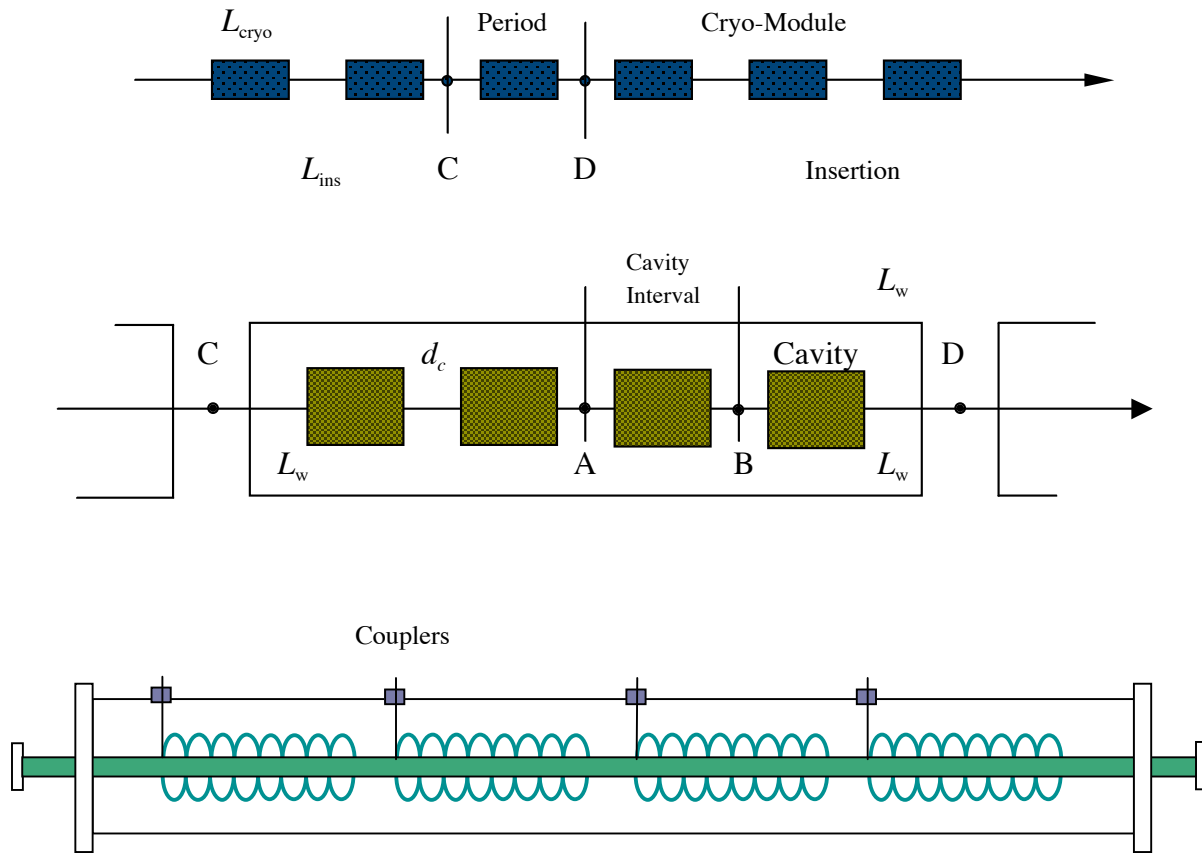 L_cryo Period Cryo-Module
L_ins C D Insertion
Cavity
Interval
L_w
C d_c Cavity D
L_w A B L_w
Couplers